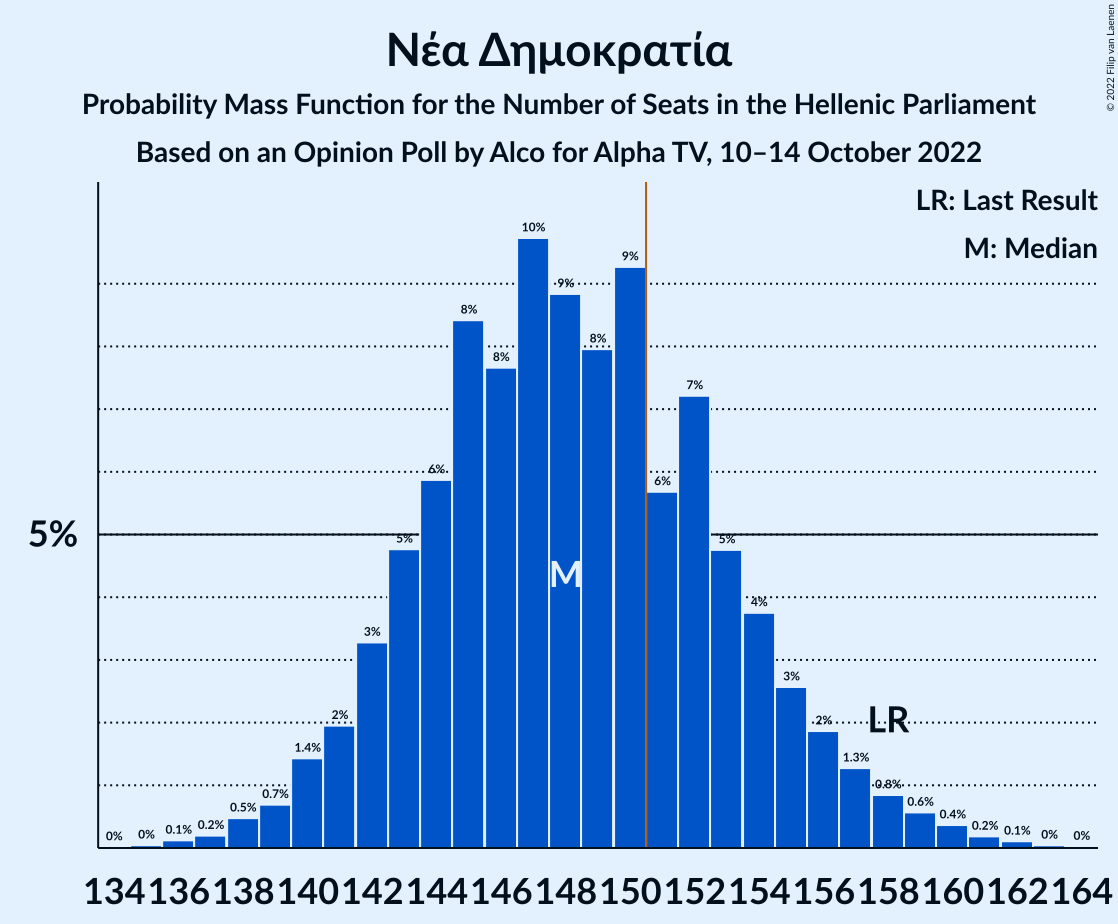 Νέα Δημοκρατία
Probability Mass Function for the Number of Seats in the Hellenic Parliament
Based on an Opinion Poll by Alco for Alpha TV, 10–14 October 2022
© 2022 Filip van Laenen
LR: Last Result
M: Median
5%
0% 0% 0.1% 0.2% 0.5% 0.7% 1.4% 2% 3% 5% 6% 8% 8% 10% 9% 8% 9% 6% 7% 5% 4% 3% 2% 1.3% 0.8% 0.6% 0.4% 0.2% 0.1% 0% 0%
M
LR
134 136 138 140 142 144 146 148 150 152 154 156 158 160 162 164